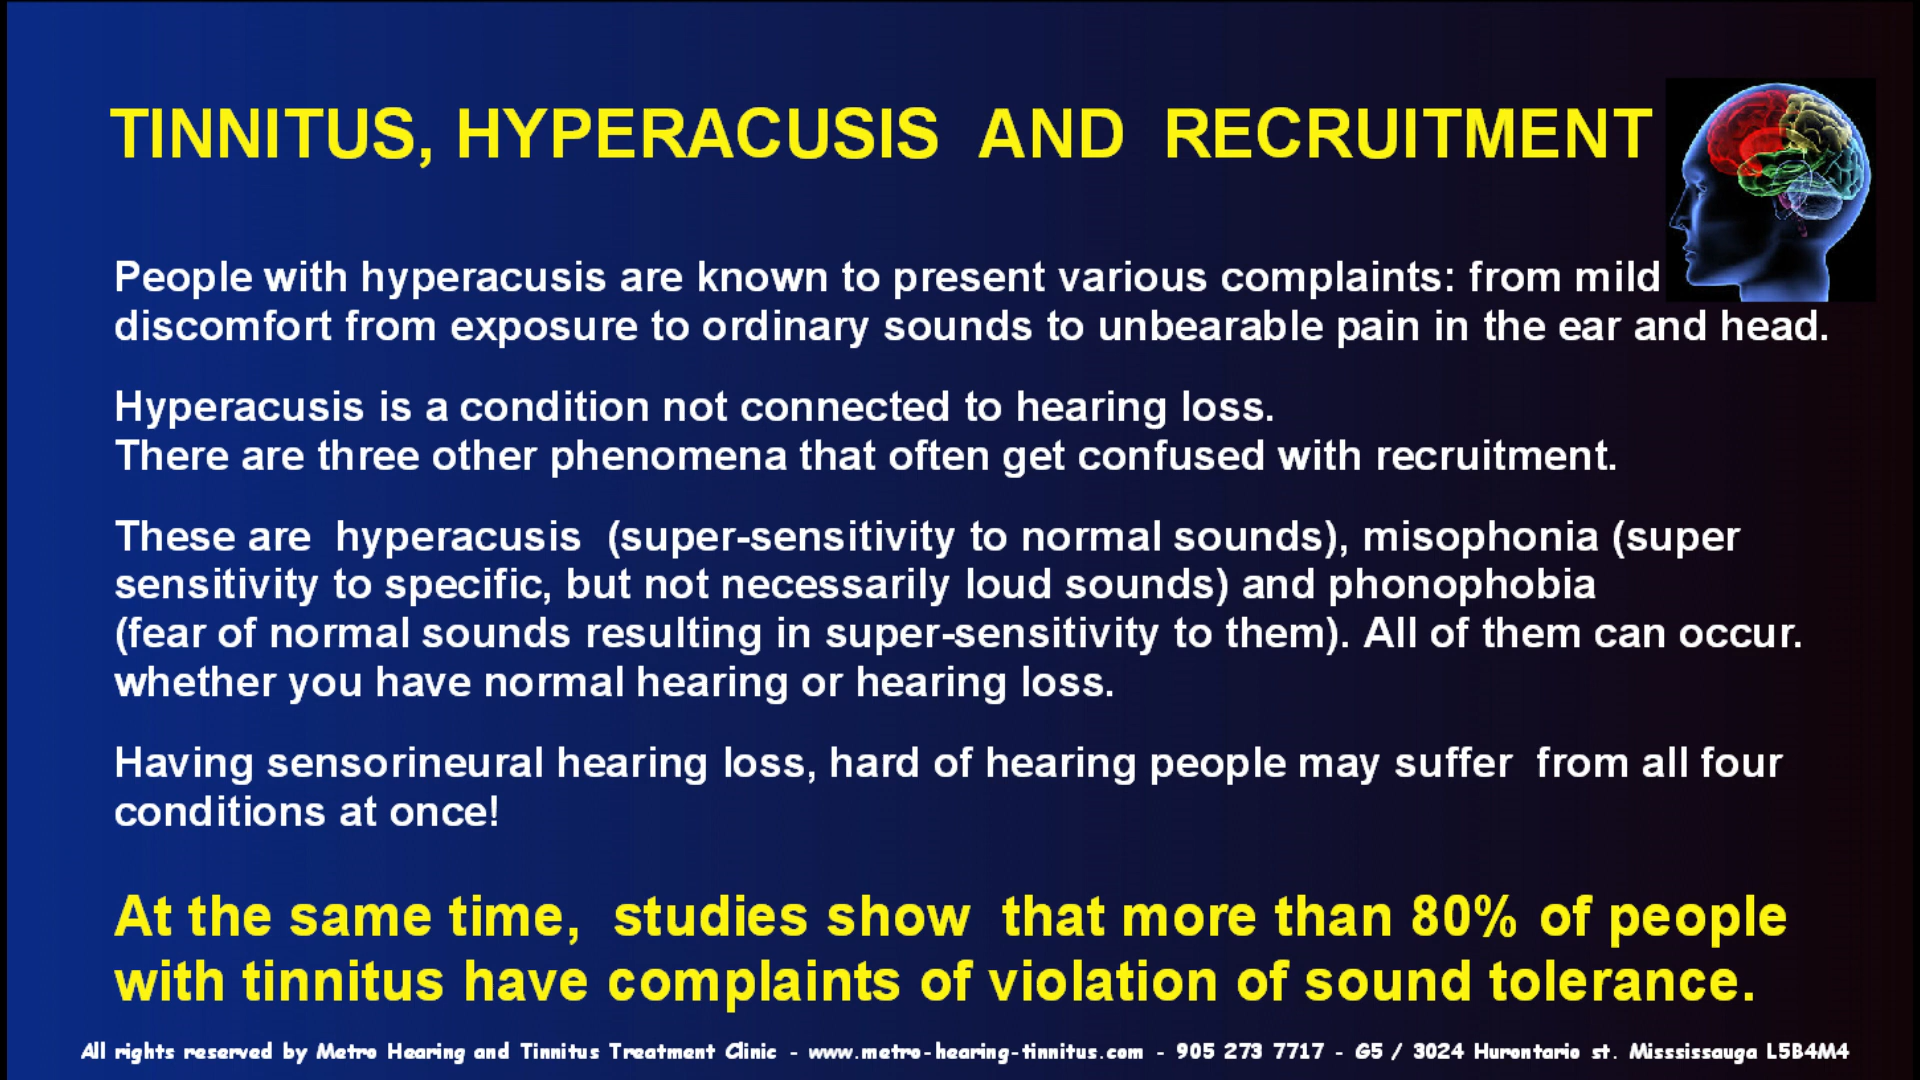 TINNITUS, HYPERACUSIS AND RECRUITMENT
People with hyperacusis are known to present various complaints: from mild
discomfort from exposure to ordinary sounds to unbearable pain in the ear and head.
Hyperacusis is a condition not connected to hearing loss.
There are three other phenomena that often get confused with recruitment.
These are hyperacusis (super-sensitivity to normal sounds), misophonia (super
sensitivity to specific, but not necessarily loud sounds) and phonophobia
(fear of normal sounds resulting in super-sensitivity to them). All of them can occur.
whether you have normal hearing or hearing loss.
Having sensorineural hearing loss, hard of hearing people may suffer from all four
conditions at once!
At the same time, studies show that more than 80% of people
with tinnitus have complaints of violation of sound tolerance.
All rights reserved by Metro Hearing and Tinnitus Treatment Clinic - www.metro-hearing-tinnitus.com - 905 273 7717 - G5 / 3024 Hurontario st. Misssissauga L5B4M4